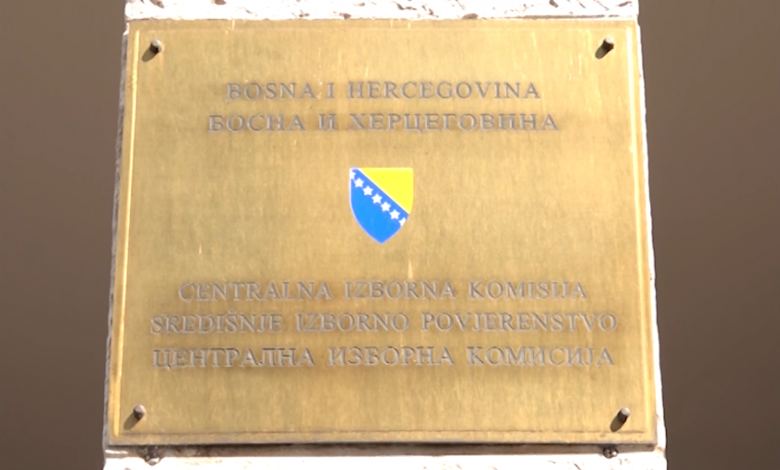 BOSNA I HERCEGOVINA
БОСНА И ХЕРЦЕГОВИНА
CENTRALNA IZBORNA KOMISIJA
SREDIŠNJE IZBORNO POVJERENSTVO
ЦЕНТРАЛНА ИЗБОРНА КОМИСИЈА